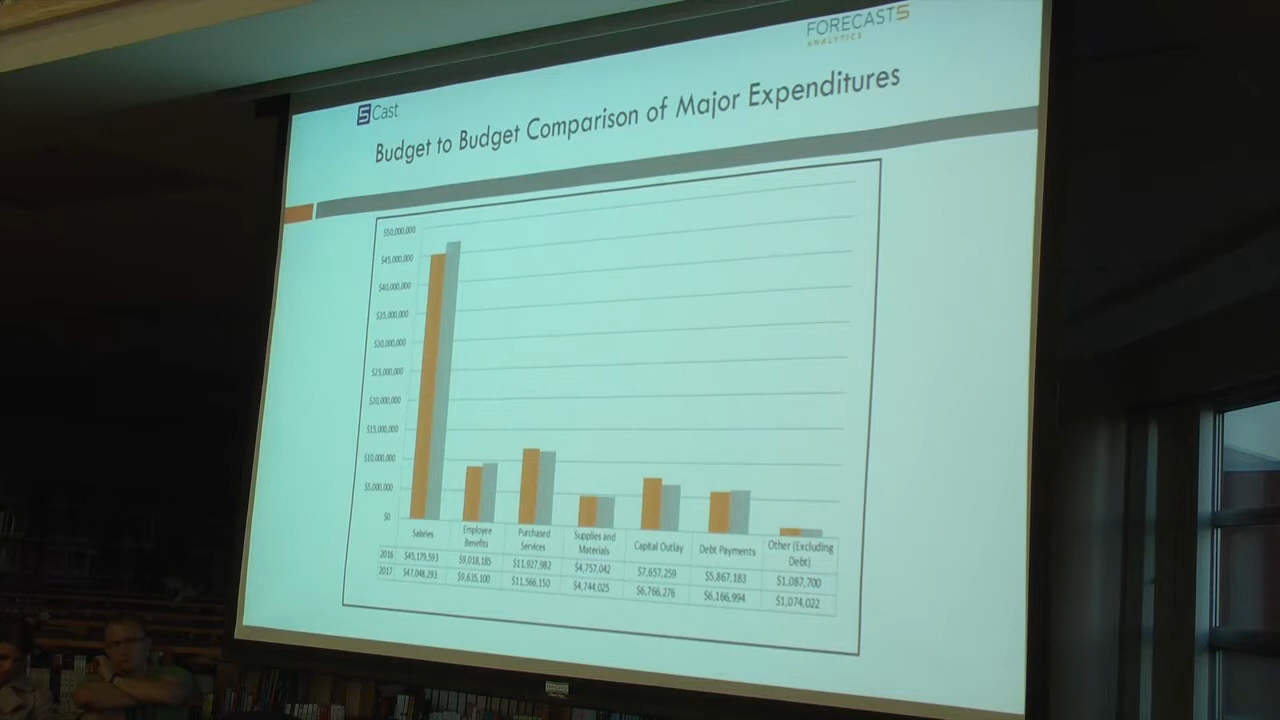 FORECAST5
ANALYTICS
5Cast
Budget to Budget Comparison of Major Expenditures
$50,000,000
$45,000,000
$40,000,000
$35,000,000
$30,000,000
$25,000,000
$20,000,000
$15,000,000
$10,000,000
$5,000,000
$0
Salaries Employee Benefits Purchased Services Supplies and Materials Capital Outlay Debt Payments Other (Excluding Debt)
2016 $45,179,593 $9,018,185 $11,927,982 $4,757,042 $7,657,259 $5,867,183 $1,087,700
2017 $47,048,293 $9,635,100 $11,566,150 $4,744,025 $6,766,276 $6,166,994 $1,074,022